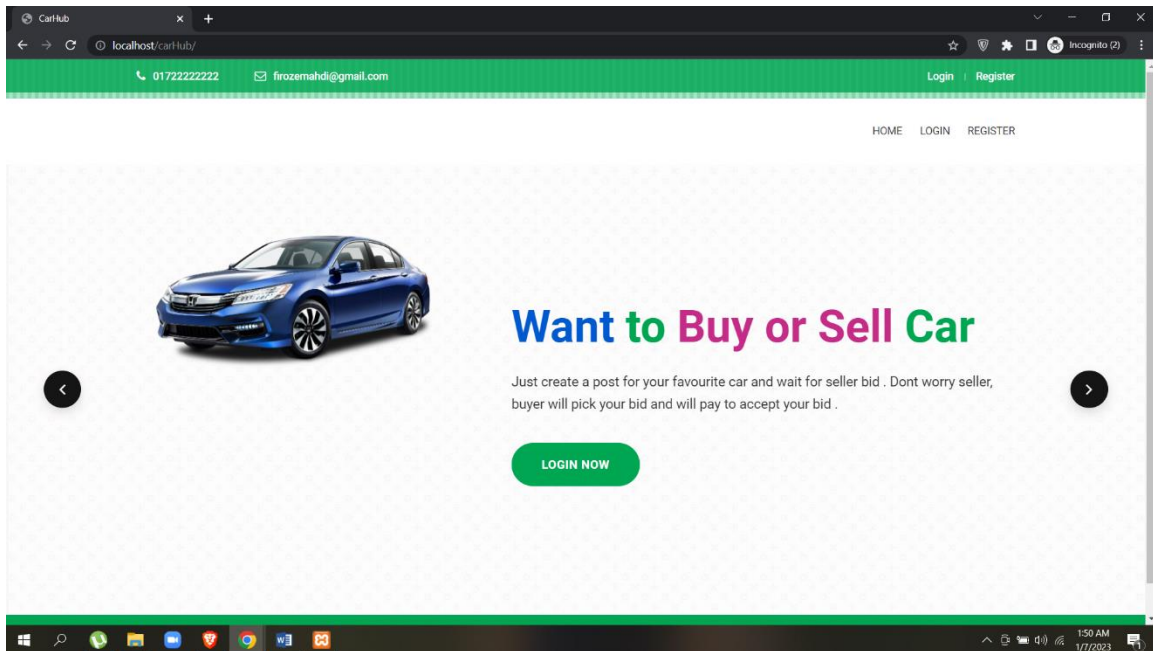 CarHub
localhost/carHub/
Incognito (2)
01722222222 firozemahdi@gmail.com Login Register
HOME LOGIN REGISTER
Want to Buy or Sell Car
Just create a post for your favourite car and wait for seller bid . Dont worry seller,
buyer will pick your bid and will pay to accept your bid .
LOGIN NOW
1:50 AM
1/7/2023